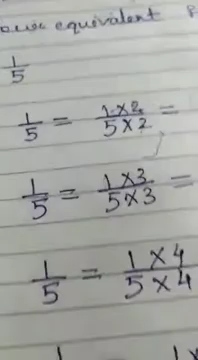 equivalent
1/5
1/5 = 1×2/5×2 =
1/5 = 1×3/5×3 =
1/5 = 1×4/5×4